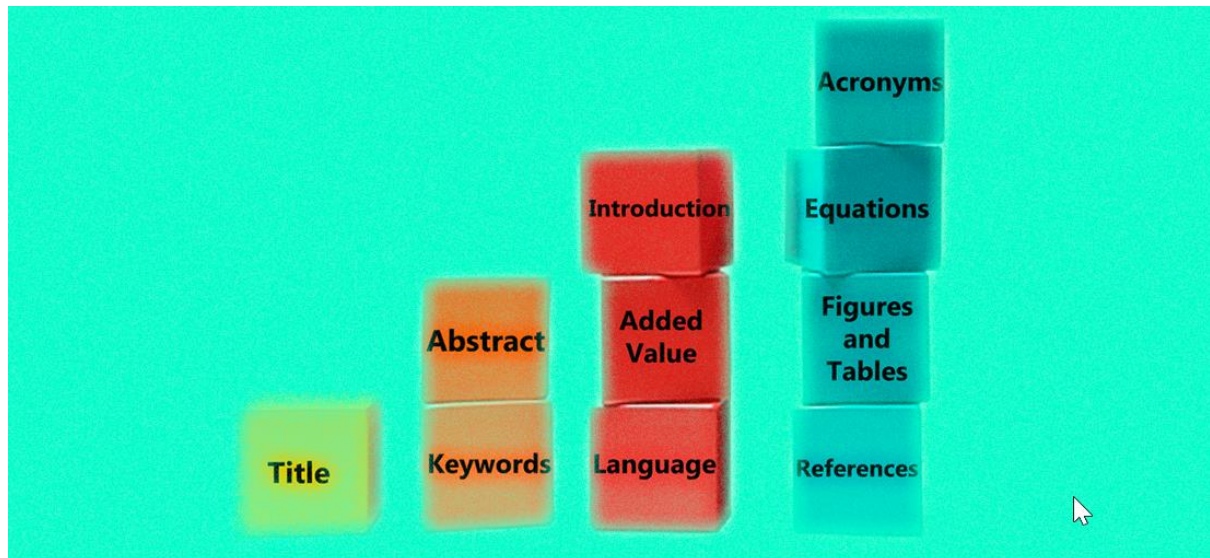 Acronyms
Introduction
Equations
Abstract
Added
Value
Figures
and
Tables
Title
Keywords
Language
References